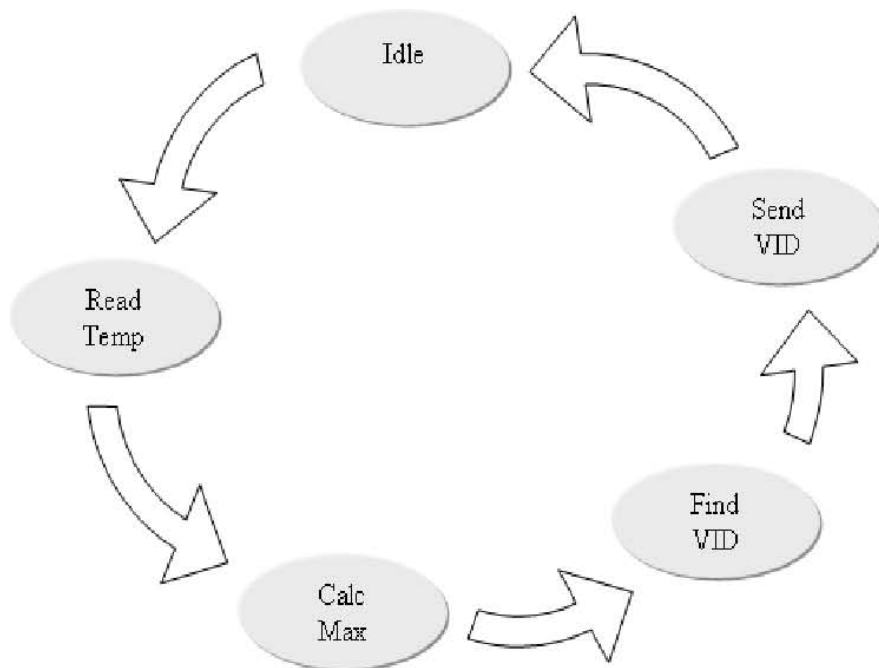 Idle
Read
Temp
Calc
Max
Find
VID
Send
VID